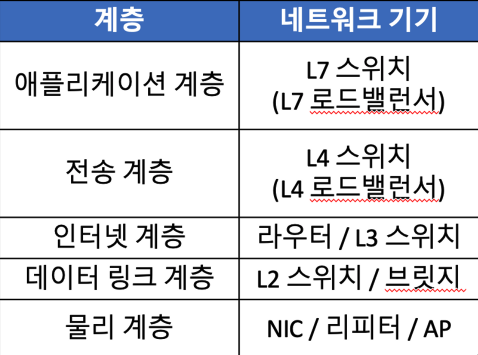 계층 네트워크 기기
애플리케이션 계층 L7 스위치
(L7 로드밸런서)
전송 계층 L4 스위치
(L4 로드밸런서)
인터넷 계층 라우터 / L3 스위치
데이터 링크 계층 L2 스위치 / 브릿지
물리 계층 NIC / 리피터 / AP